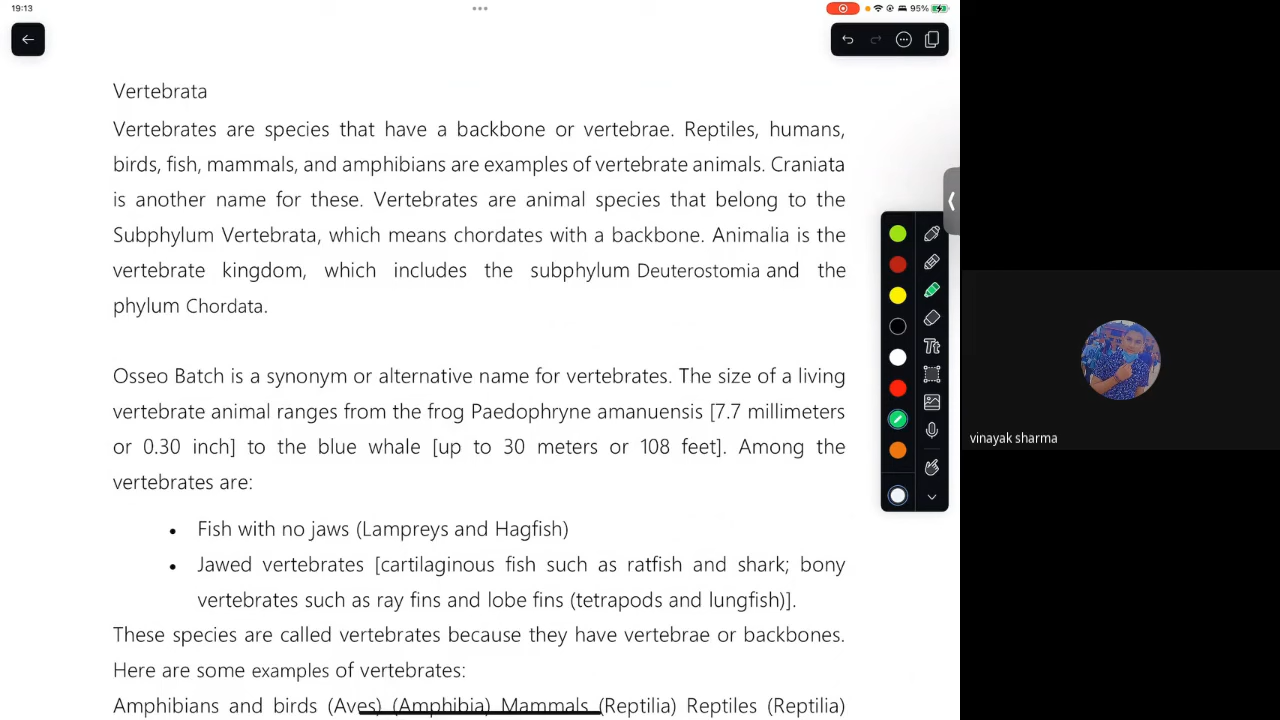 19:13
95%
Vertebrata
Vertebrates are species that have a backbone or vertebrae. Reptiles, humans,
birds, fish, mammals, and amphibians are examples of vertebrate animals. Craniata
is another name for these. Vertebrates are animal species that belong to the
Subphylum Vertebrata, which means chordates with a backbone. Animalia is the
vertebrate kingdom, which includes the subphylum Deuterostomia and the
phylum Chordata.
Osseo Batch is a synonym or alternative name for vertebrates. The size of a living
vertebrate animal ranges from the frog Paedophryne amanuensis [7.7 millimeters
or 0.30 inch] to the blue whale [up to 30 meters or 108 feet]. Among the
vertebrates are:
• Fish with no jaws (Lampreys and Hagfish)
• Jawed vertebrates [cartilaginous fish such as ratfish and shark; bony
vertebrates such as ray fins and lobe fins (tetrapods and lungfish)].
These species are called vertebrates because they have vertebrae or backbones.
Here are some examples of vertebrates:
Amphibians and birds (Aves) (Amphibia) Mammals (Reptilia) Reptiles (Reptilia)
Tt
vinayak sharma